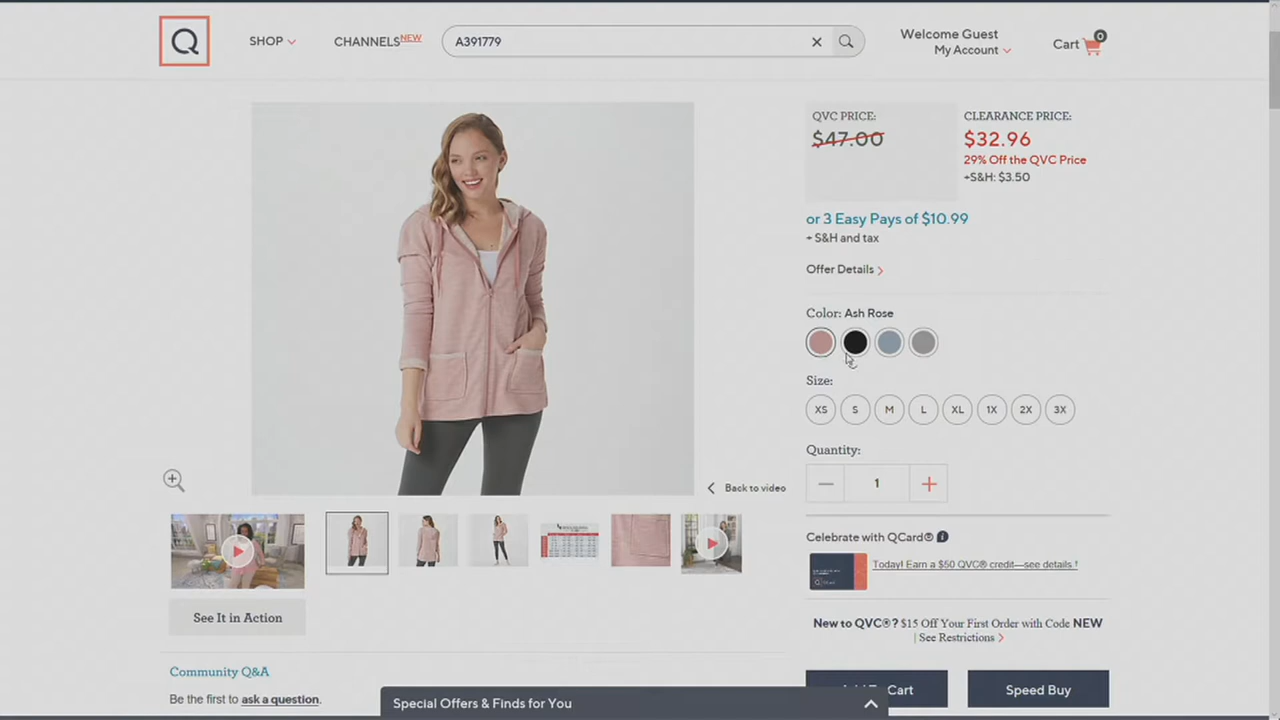 Q
SHOP
CHANNELS NEW
A391779
Welcome Guest
My Account
Cart
0
QVC PRICE:
$47.00
CLEARANCE PRICE:
$32.96
29% Off the QVC Price
+S&H: $3.50
or 3 Easy Pays of $10.99
+ S&H and tax
Offer Details
Color: Ash Rose
Size:
XS S M L XL 1X 2X 3X
Quantity:
1
Back to video
See It in Action
Celebrate with QCard®
Today! Earn a $50 QVC® credit—see details †
New to QVC®? $15 Off Your First Order with Code NEW
| See Restrictions
Cart
Speed Buy
Community Q&A
Be the first to ask a question.
Special Offers & Finds for You